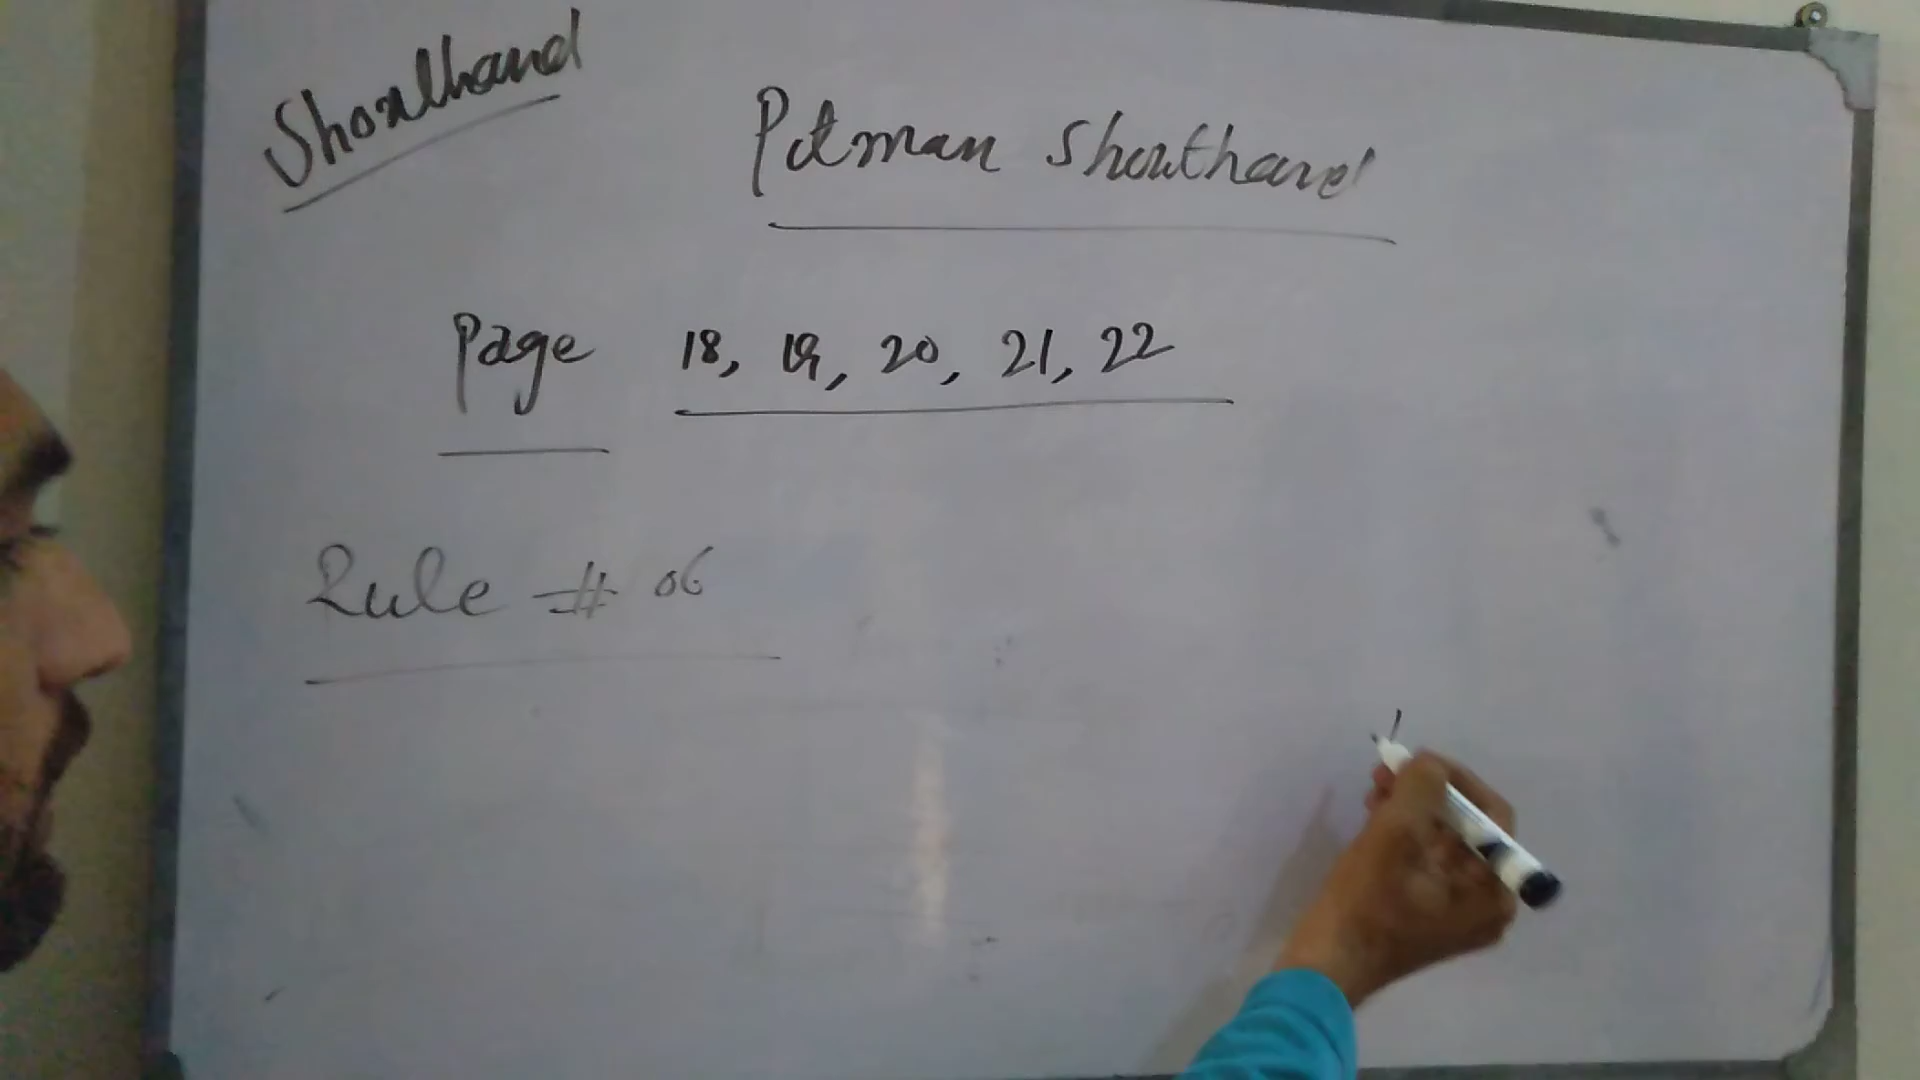 Shorthand
Pitman Shorthand
Page 18, 19, 20, 21, 22
Rule # 06